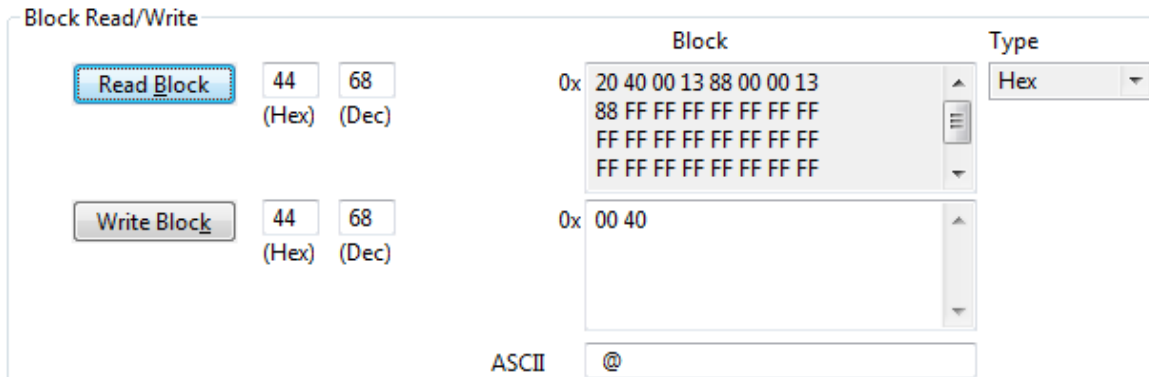 Block Read/Write
Block Type
Read Block 44 68 0x 20 40 00 13 88 00 00 13 Hex
(Hex) (Dec) 88 FF FF FF FF FF FF FF
FF FF FF FF FF FF FF FF
FF FF FF FF FF FF FF FF
Write Block 44 68 0x 00 40
(Hex) (Dec)
ASCII @